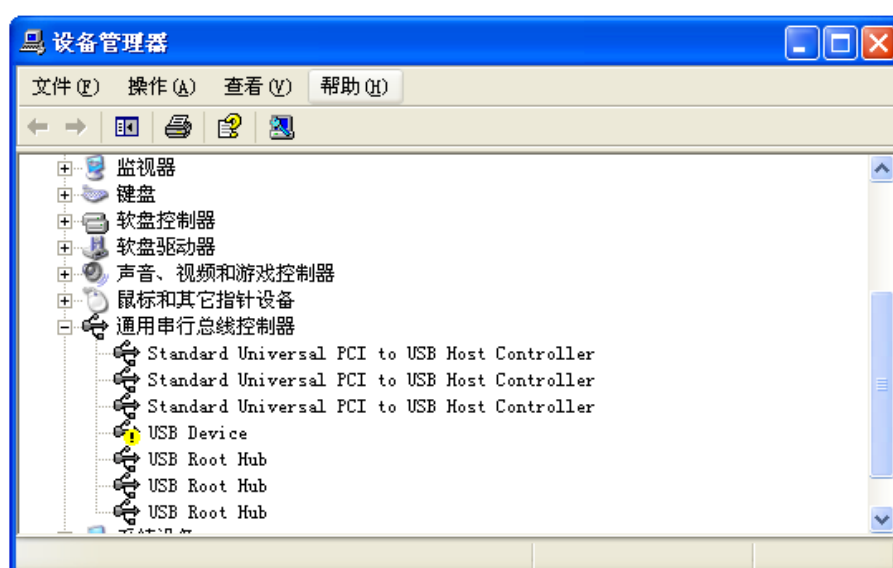 设备管理器
文件(F) 操作(A) 查看(V) 帮助(H)
监视器
键盘
软盘控制器
软盘驱动器
声音、视频和游戏控制器
鼠标和其它指针设备
通用串行总线控制器
Standard Universal PCI to USB Host Controller
Standard Universal PCI to USB Host Controller
Standard Universal PCI to USB Host Controller
USB Device
USB Root Hub
USB Root Hub
USB Root Hub